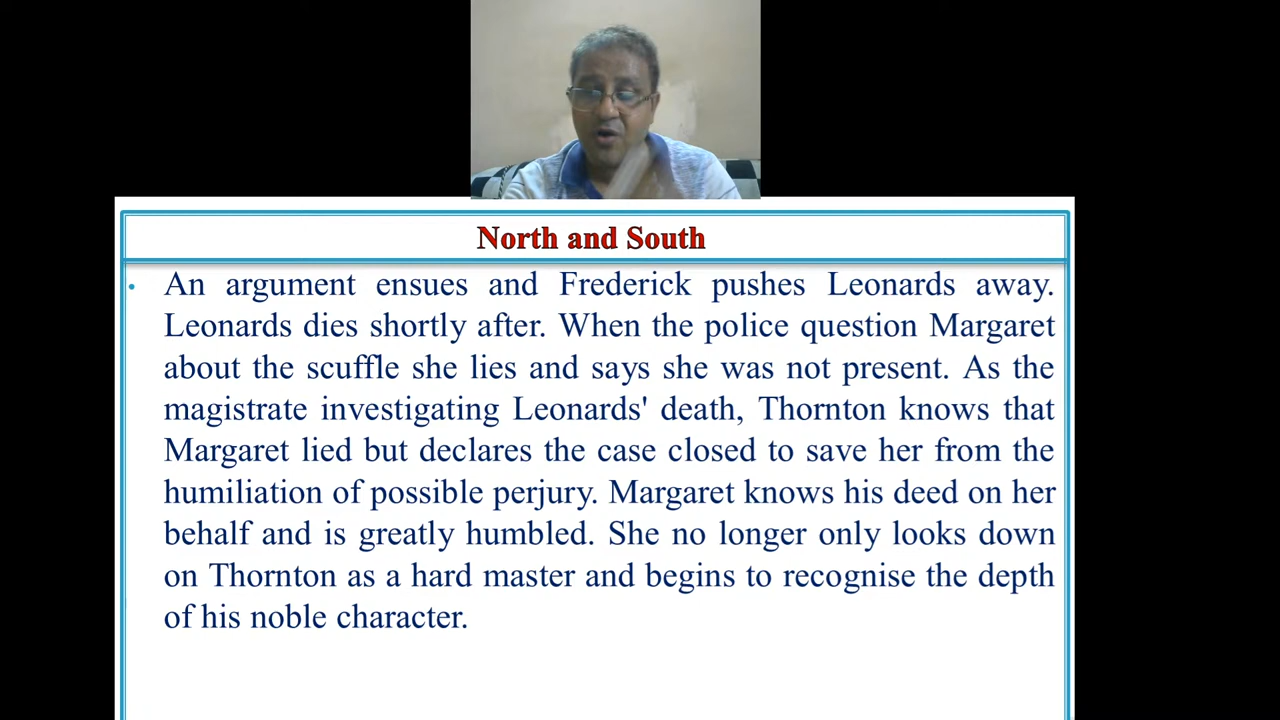 North and South
• An argument ensues and Frederick pushes Leonards away.
Leonards dies shortly after. When the police question Margaret
about the scuffle she lies and says she was not present. As the
magistrate investigating Leonards' death, Thornton knows that
Margaret lied but declares the case closed to save her from the
humiliation of possible perjury. Margaret knows his deed on her
behalf and is greatly humbled. She no longer only looks down
on Thornton as a hard master and begins to recognise the depth
of his noble character.